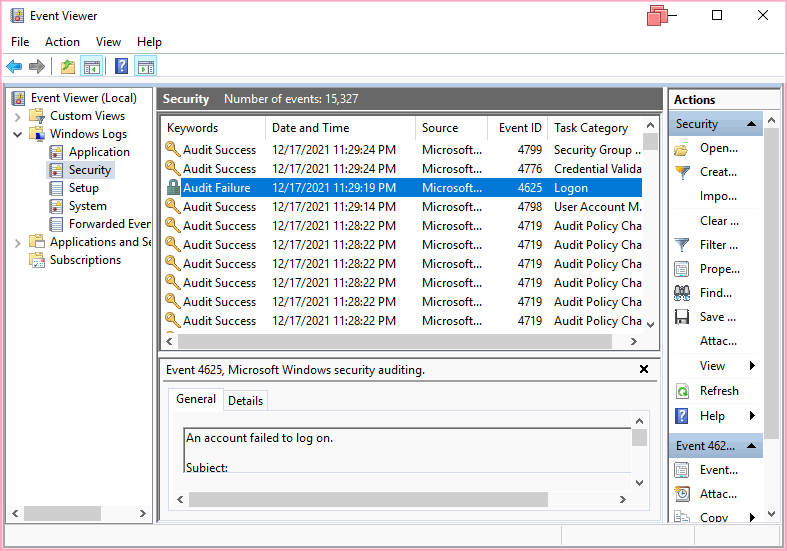 Event Viewer
File Action View Help
Event Viewer (Local)
Custom Views
Windows Logs
Application
Security
Setup
System
Forwarded Even
Applications and Se
Subscriptions
Security Number of events: 15,327
Keywords Date and Time Source Event ID Task Category
Audit Success 12/17/2021 11:29:24 PM Microsoft... 4799 Security Group ..
Audit Success 12/17/2021 11:29:24 PM Microsoft... 4776 Credential Valida
Audit Failure 12/17/2021 11:29:19 PM Microsoft... 4625 Logon
Audit Success 12/17/2021 11:29:14 PM Microsoft... 4798 User Account M..
Audit Success 12/17/2021 11:28:22 PM Microsoft... 4719 Audit Policy Cha
Audit Success 12/17/2021 11:28:22 PM Microsoft... 4719 Audit Policy Cha
Audit Success 12/17/2021 11:28:22 PM Microsoft... 4719 Audit Policy Cha
Audit Success 12/17/2021 11:28:22 PM Microsoft... 4719 Audit Policy Cha
Audit Success 12/17/2021 11:28:22 PM Microsoft... 4719 Audit Policy Cha
Audit Success 12/17/2021 11:28:22 PM Microsoft... 4719 Audit Policy Cha
Event 4625, Microsoft Windows security auditing.
General Details
An account failed to log on.
Subject:
Actions
Security
Open...
Creat...
Impo...
Clear ...
Filter ...
Prope...
Find...
Save ...
Attac...
View
Refresh
Help
Event 462...
Event...
Attac...
Copy